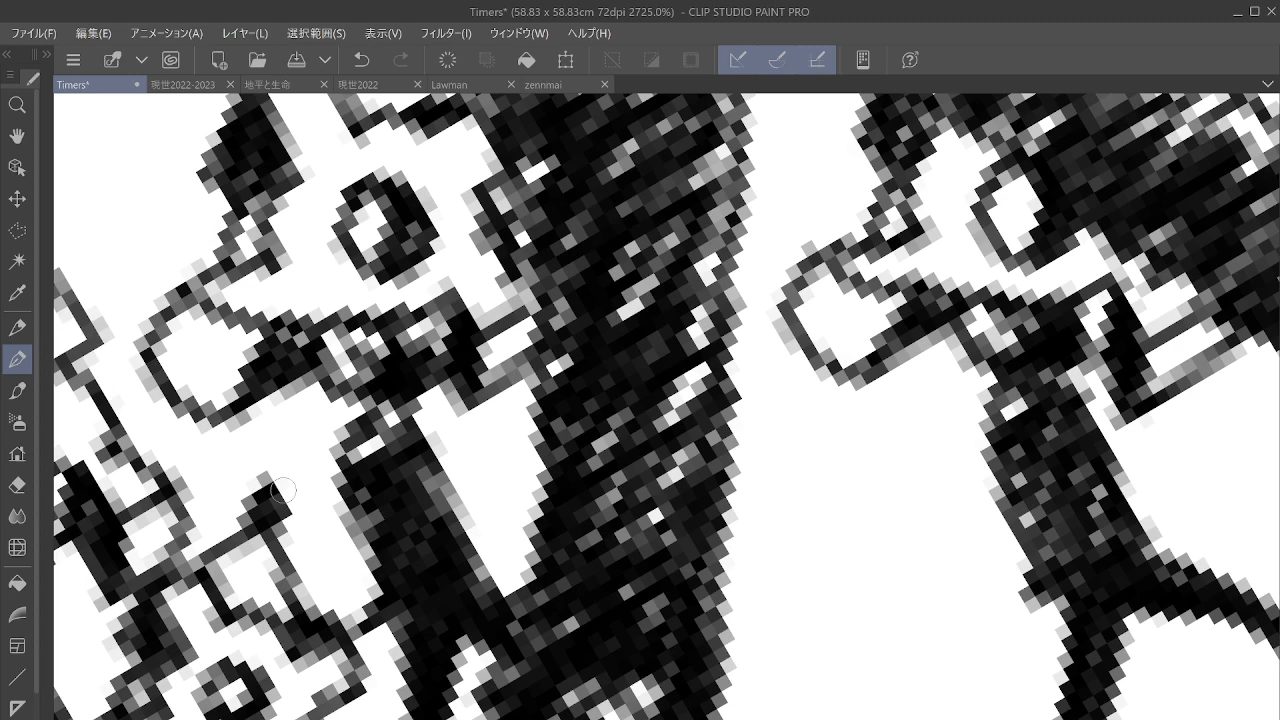 Timers* (58.83 x 58.83cm 72dpi 2725.0%)  - CLIP STUDIO PAINT PRO
ファイル(F) 編集(E) アニメーション(A) レイヤー(L) 選択範囲(S) 表示(V) フィルター(I) ウィンドウ(W) ヘルプ(H)
Timers* 現世2022-2023 地平と生命 現世2022 Lawman zennmai